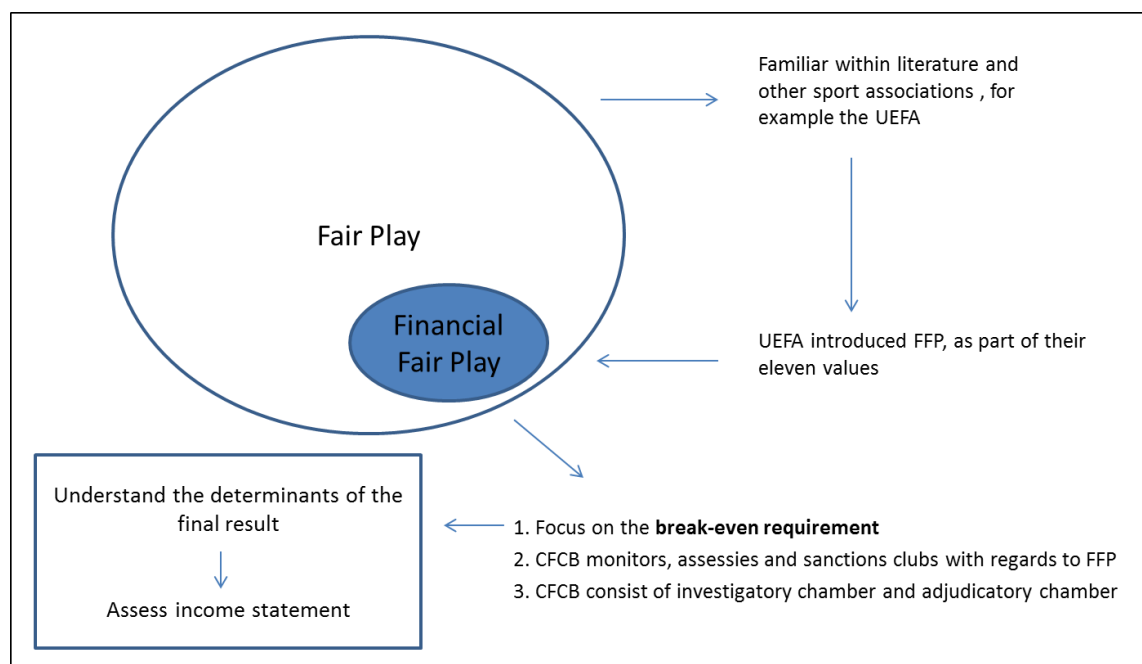 Familiar within literature and
other sport associations , for
example the UEFA
Fair Play
Financial
Fair Play
UEFA introduced FFP, as part of their
eleven values
Understand the determinants of the
final result
Assess income statement
1. Focus on the break-even requirement
2. CFCB monitors, assessies and sanctions clubs with regards to FFP
3. CFCB consist of investigatory chamber and adjudicatory chamber